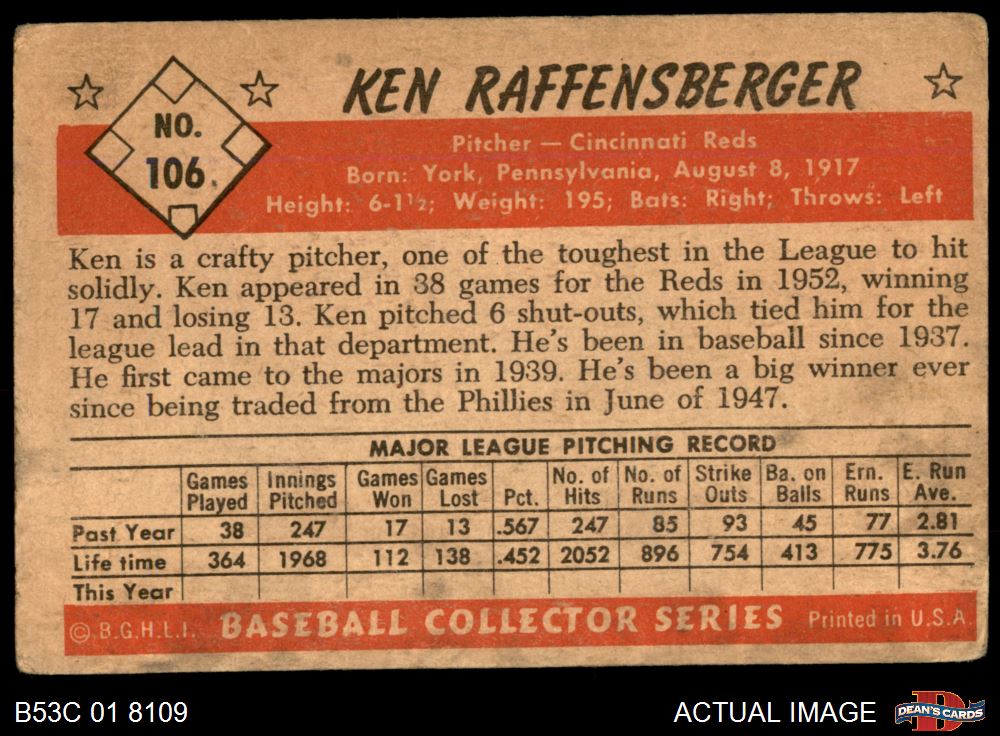 NO.
106.
KEN RAFFENSBERGER
Pitcher — Cincinnati Reds
Born: York, Pennsylvania, August 8, 1917
Height: 6-1½; Weight: 195; Bats: Right; Throws: Left
Ken is a crafty pitcher, one of the toughest in the League to hit
solidly. Ken appeared in 38 games for the Reds in 1952, winning
17 and losing 13. Ken pitched 6 shut-outs, which tied him for the
league lead in that department. He's been in baseball since 1937.
He first came to the majors in 1939. He's been a big winner ever
since being traded from the Phillies in June of 1947.
MAJOR LEAGUE PITCHING RECORD
Games Innings Games Games No. of No. of Strike Ba. on Ern. E. Run
Played Pitched Won Lost Pct. Hits Runs Outs Balls Runs Ave.
Past Year 38 247 17 13 .567 247 85 93 45 77 2.81
Life time 364 1968 112 138 .452 2052 896 754 413 775 3.76
This Year
© B.G.H.L.I. BASEBALL COLLECTOR SERIES Printed in U.S.A.
B53C 01 8109 ACTUAL IMAGE DEAN'S CARDS